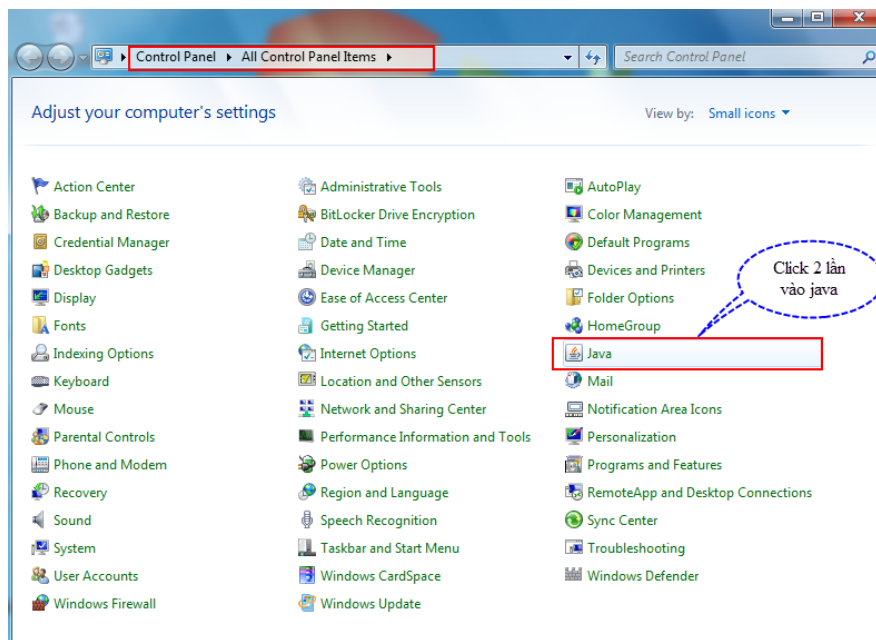 Control Panel All Control Panel Items
Search Control Panel
Adjust your computer's settings
View by: Small icons
Action Center
Administrative Tools
AutoPlay
Backup and Restore
BitLocker Drive Encryption
Color Management
Credential Manager
Date and Time
Default Programs
Desktop Gadgets
Device Manager
Devices and Printers
Click 2 lần
vào java
Display
Ease of Access Center
Folder Options
Fonts
Getting Started
HomeGroup
Indexing Options
Internet Options
Java
Keyboard
Location and Other Sensors
Mail
Mouse
Network and Sharing Center
Notification Area Icons
Parental Controls
Performance Information and Tools
Personalization
Phone and Modem
Power Options
Programs and Features
Recovery
Region and Language
RemoteApp and Desktop Connections
Sound
Speech Recognition
Sync Center
System
Taskbar and Start Menu
Troubleshooting
User Accounts
Windows CardSpace
Windows Defender
Windows Firewall
Windows Update